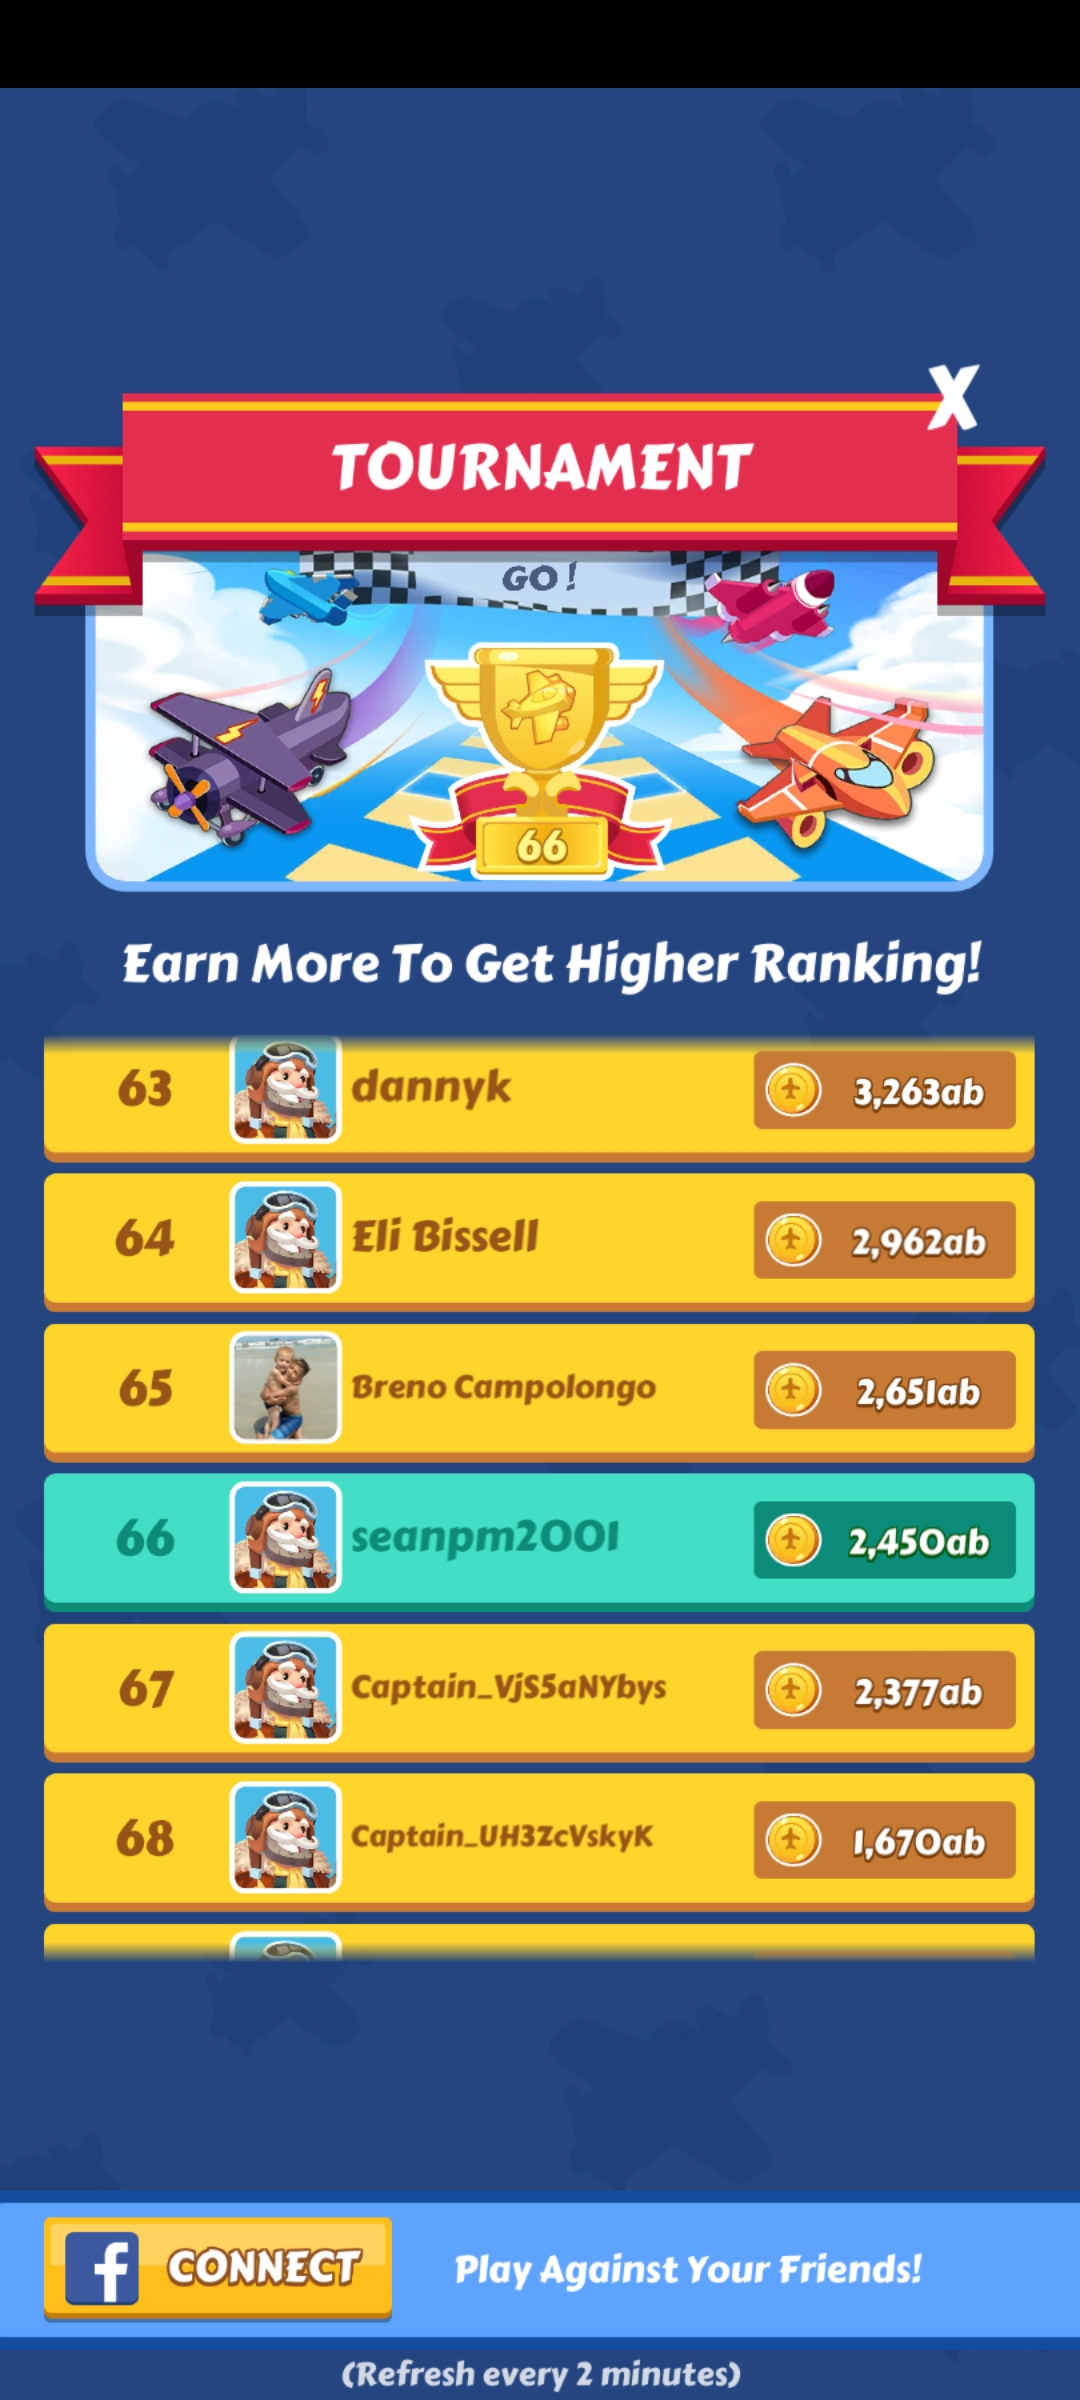 X
TOURNAMENT
GO!
66
Earn More To Get Higher Ranking!
63 dannyk 3,263ab
64 Eli Bissell 2,962ab
65 Breno Campolongo 2,651ab
66 seanpm2001 2,450ab
67 Captain_VjS5aNYbys 2,377ab
68 Captain_UH3ZcVskyK 1,670ab
f CONNECT Play Against Your Friends!
(Refresh every 2 minutes)